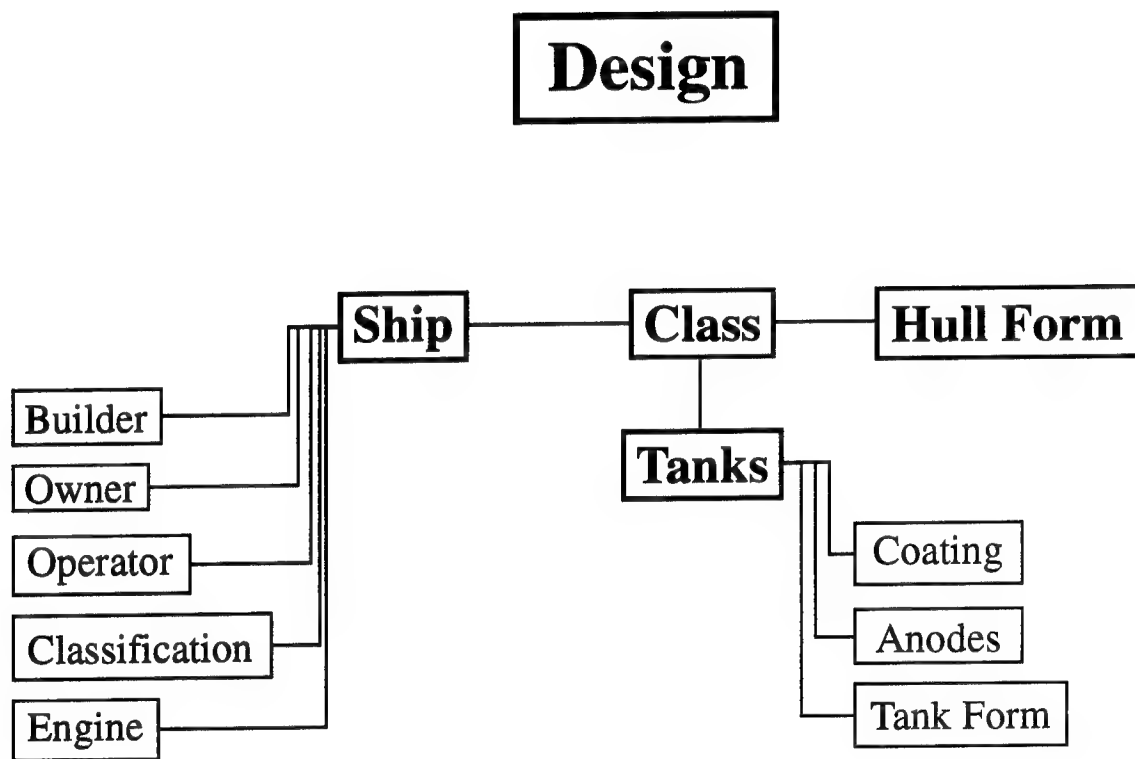 Design
Ship
Class
Hull Form
Builder
Owner
Operator
Classification
Engine
Tanks
Coating
Anodes
Tank Form